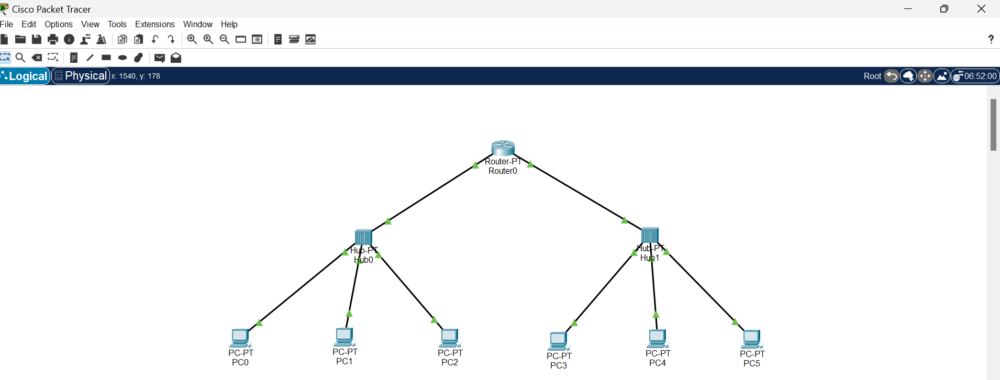 Cisco Packet Tracer
File Edit Options View Tools Extensions Window Help
?
Logical Physical x: 1540, y: 178 Root 06:52:00
Router-PT
Router0
Hub-PT
Hub0
Hub-PT
Hub1
PC-PT
PC0
PC-PT
PC1
PC-PT
PC2
PC-PT
PC3
PC-PT
PC4
PC-PT
PC5